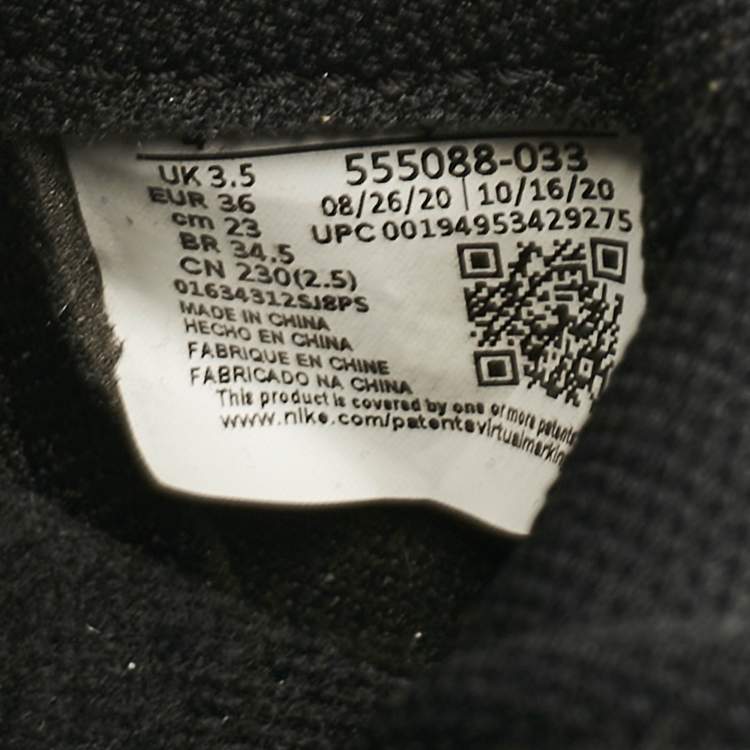 UK 3.5
EUR 36
cm 23
BR 34.5
CN 230(2.5)
01634312SJ8PS
MADE IN CHINA
HECHO EN CHINA
FABRIQUE EN CHINE
FABRICADO NA CHINA
555088-033
08/26/20 | 10/16/20
UPC 00194953429275
This product is covered by one or more patents
www.nike.com/patentsvirtualmarkin